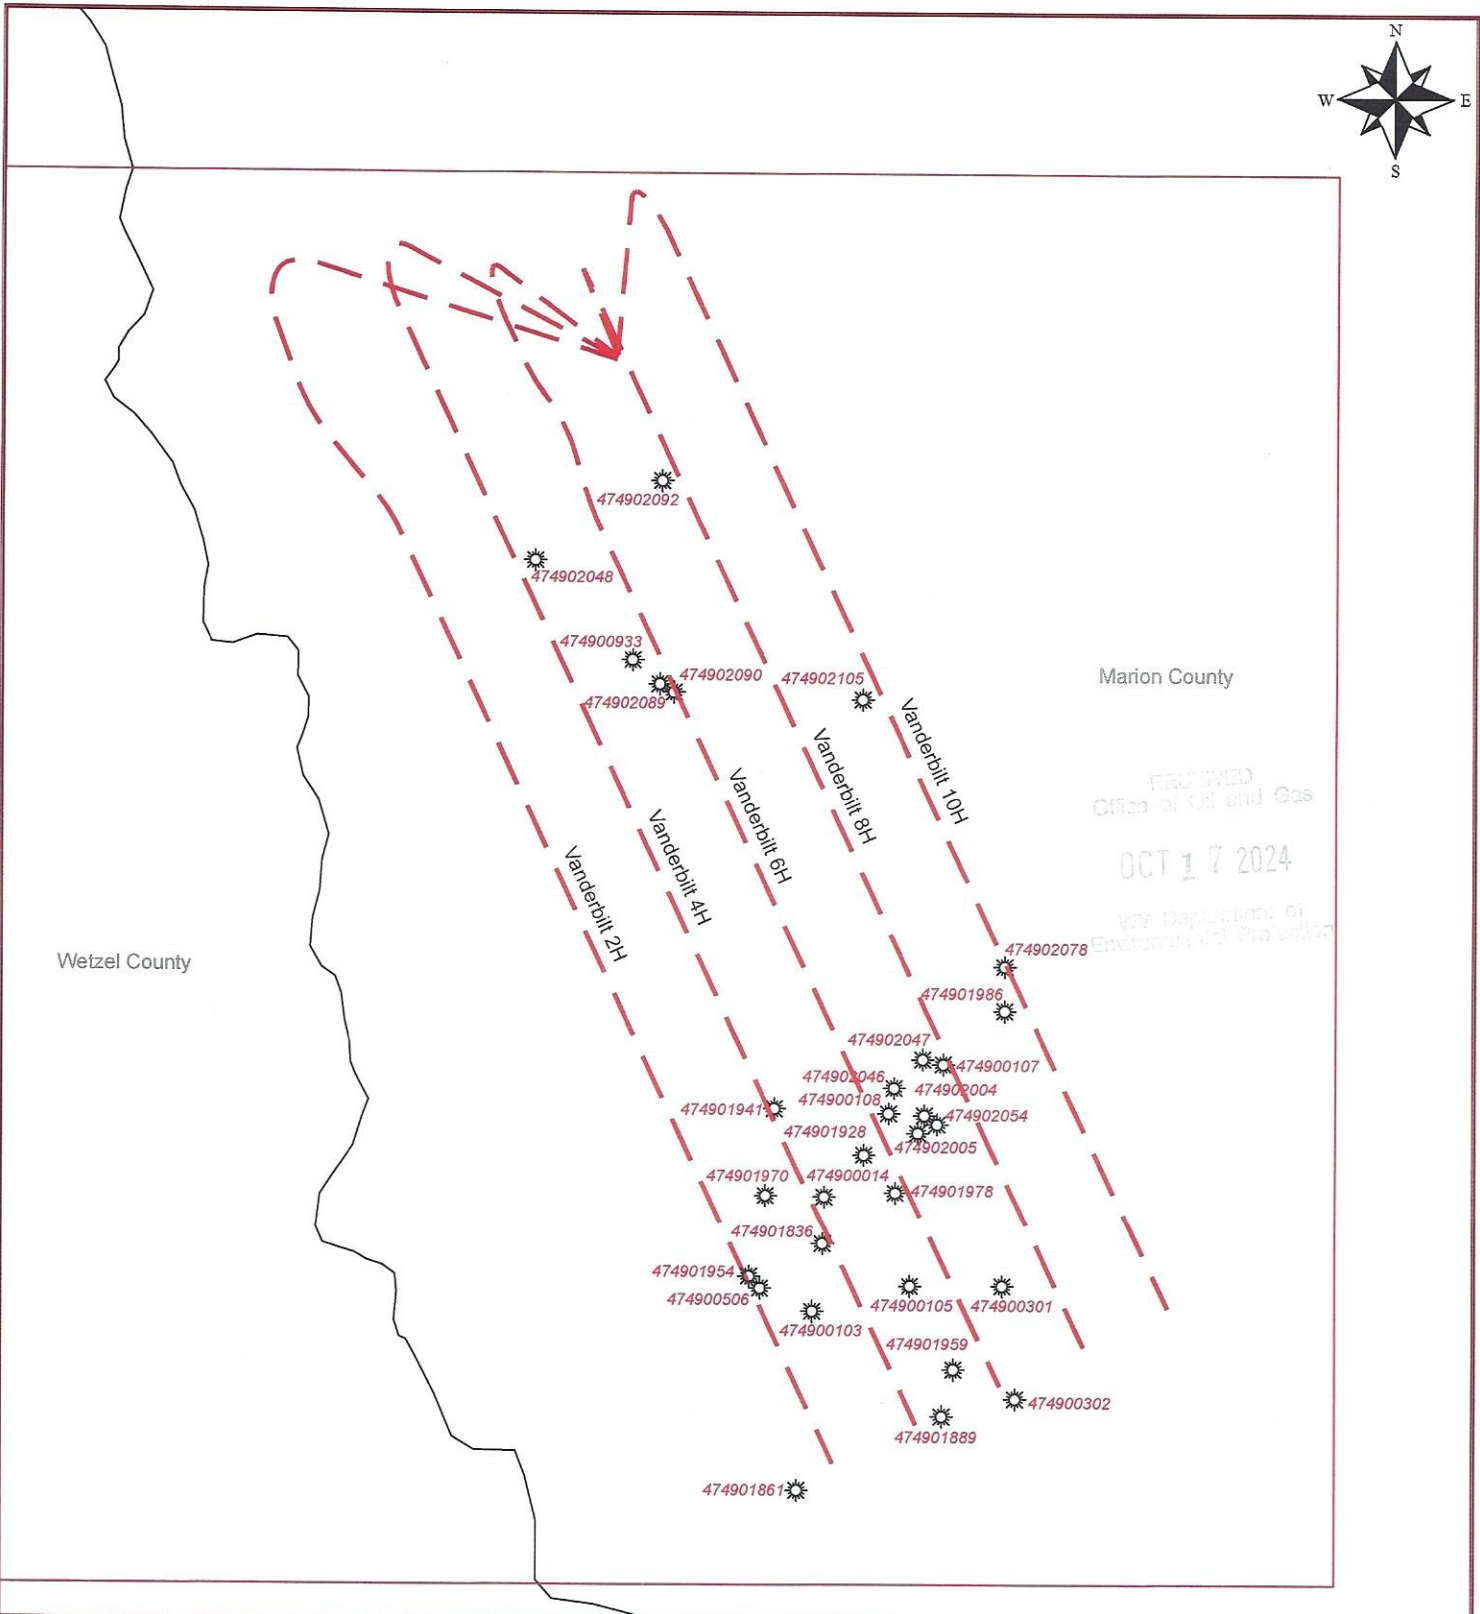 N
W E
S
474902092
474902048
474900933
474902090
474902105
474902089
Marion County
Vanderbilt 10H
Vanderbilt 8H
Vanderbilt 6H
Vanderbilt 4H
Vanderbilt 2H
RECEIVED
Office of Oil and Gas
OCT 17 2024
WV Department of
Environmental Protection
Wetzel County
474902078
474901986
474902047
474900107
474902046
474902004
474900108
474901941
474902054
474901928
474902005
474901970
474900014
474901978
474901836
474901954
474900506
474900105
474900301
474900103
474901959
474900302
474901889
474901861